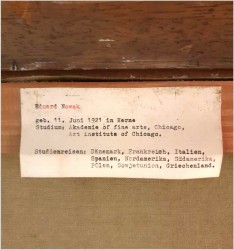 Eduard
geb. 11. Juni 1921 in Herne
Studium: Akademie of fine arts, Chicago,
Art institute of Chicago.
Studienreisen: Dänemark, Frankreich, Italien,
Spanien, Nordamerika, Südamerika,
Polen, Sowjetunion, Griechenland.